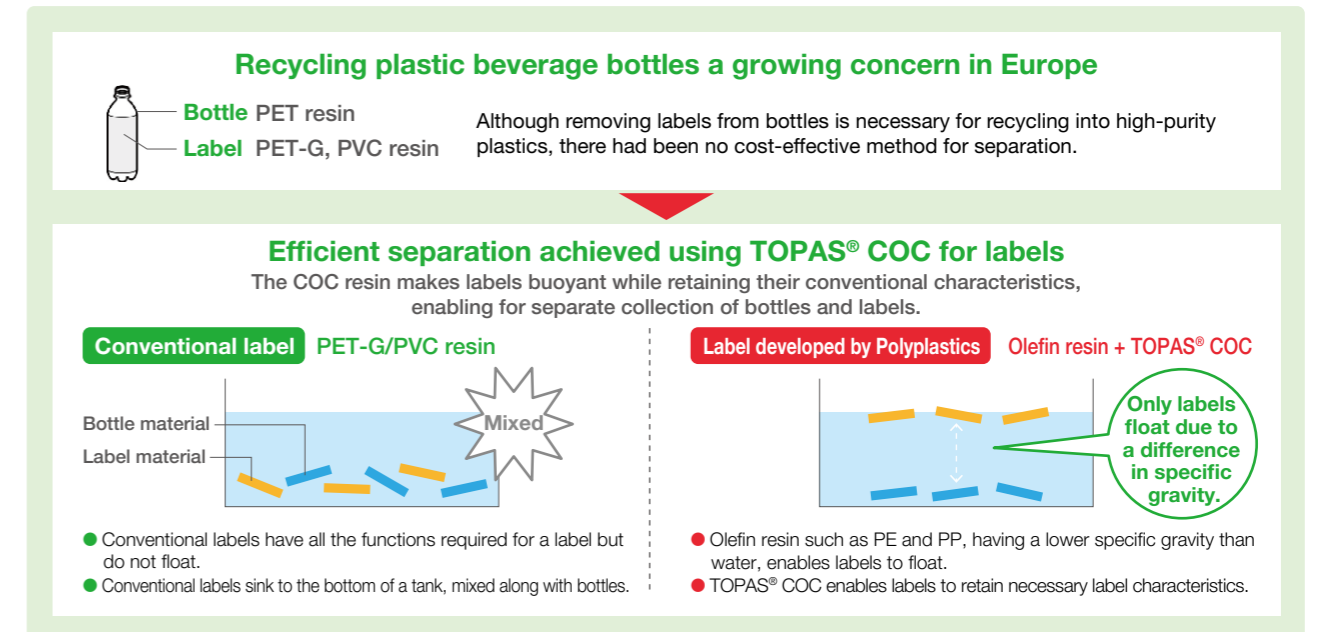 Recycling plastic beverage bottles a growing concern in Europe
Bottle PET resin
Label PET-G, PVC resin
Although removing labels from bottles is necessary for recycling into high-purity
plastics, there had been no cost-effective method for separation.
Efficient separation achieved using TOPAS® COC for labels
The COC resin makes labels buoyant while retaining their conventional characteristics,
enabling for separate collection of bottles and labels.
Conventional label PET-G/PVC resin
Bottle material
Label material
Mixed
● Conventional labels have all the functions required for a label but
do not float.
● Conventional labels sink to the bottom of a tank, mixed along with bottles.
Label developed by Polyplastics Olefin resin + TOPAS® COC
Only labels
float due to
a difference
in specific
gravity.
● Olefin resin such as PE and PP, having a lower specific gravity than
water, enables labels to float.
● TOPAS® COC enables labels to retain necessary label characteristics.